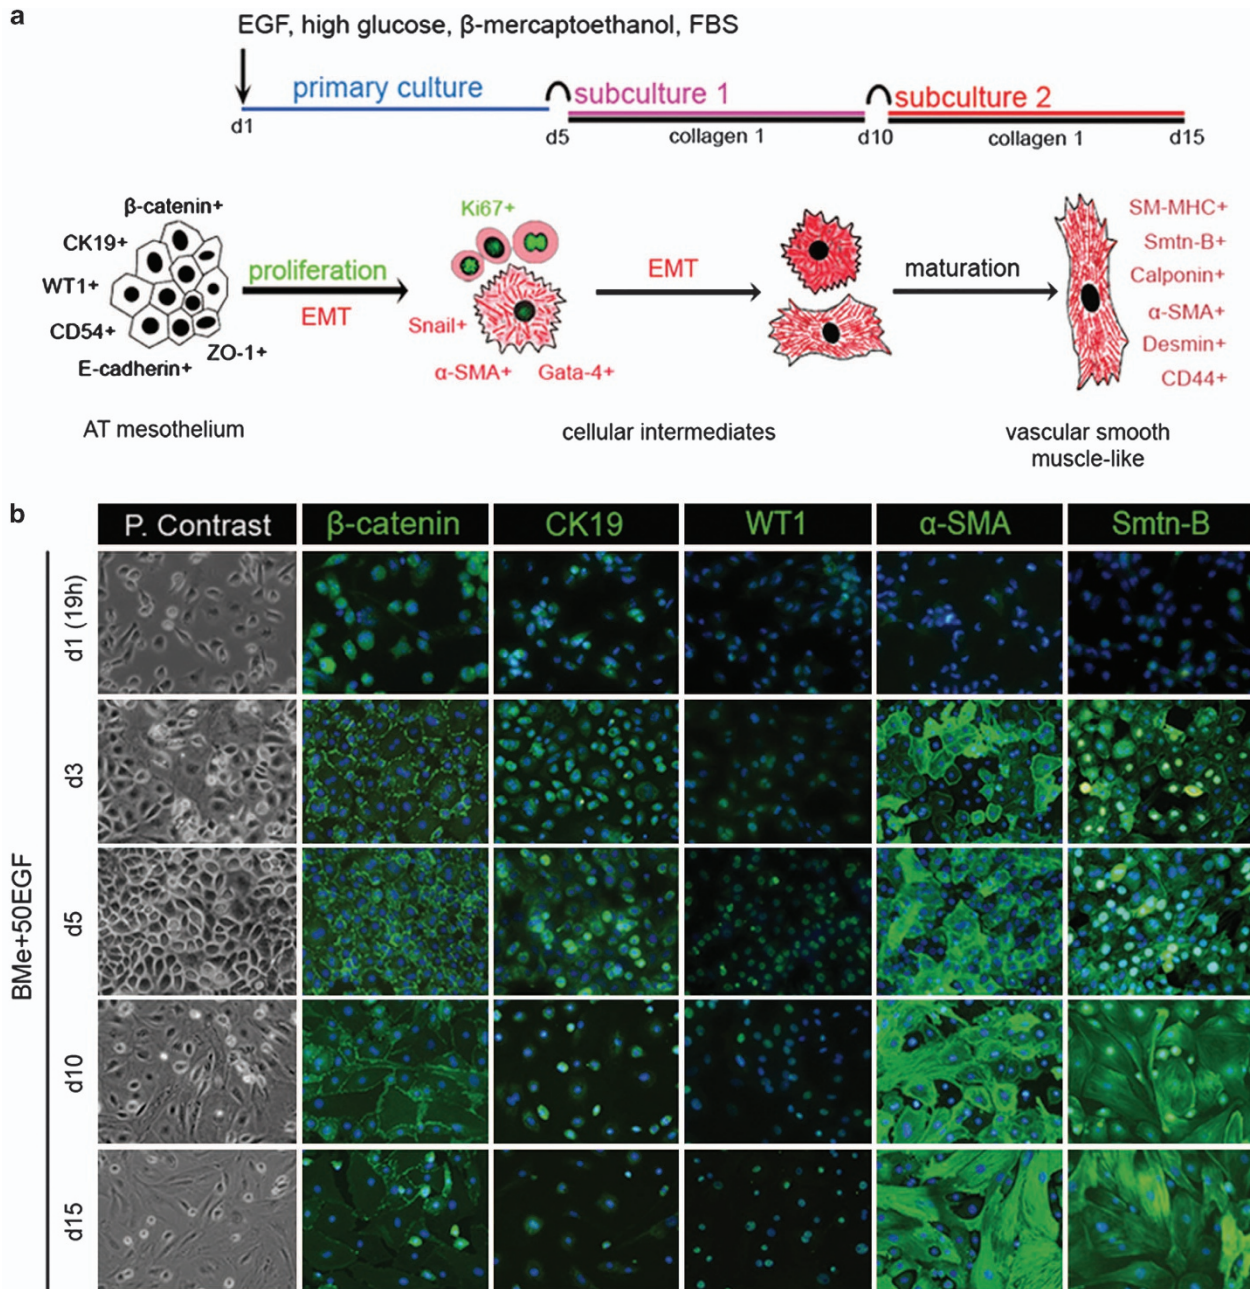 a
EGF, high glucose, β-mercaptoethanol, FBS
primary culture
subculture 1
subculture 2
d1
d5
collagen 1
d10
collagen 1
d15
β-catenin+
CK19+
WT1+
CD54+
E-cadherin+
ZO-1+
proliferation
EMT
Ki67+
Snail+
α-SMA+
Gata-4+
EMT
maturation
SM-MHC+
Smtn-B+
Calponin+
α-SMA+
Desmin+
CD44+
AT mesothelium
cellular intermediates
vascular smooth
muscle-like
b
P. Contrast
β-catenin
CK19
WT1
α-SMA
Smtn-B
BMe+50EGF
d1 (19h)
d3
d5
d10
d15